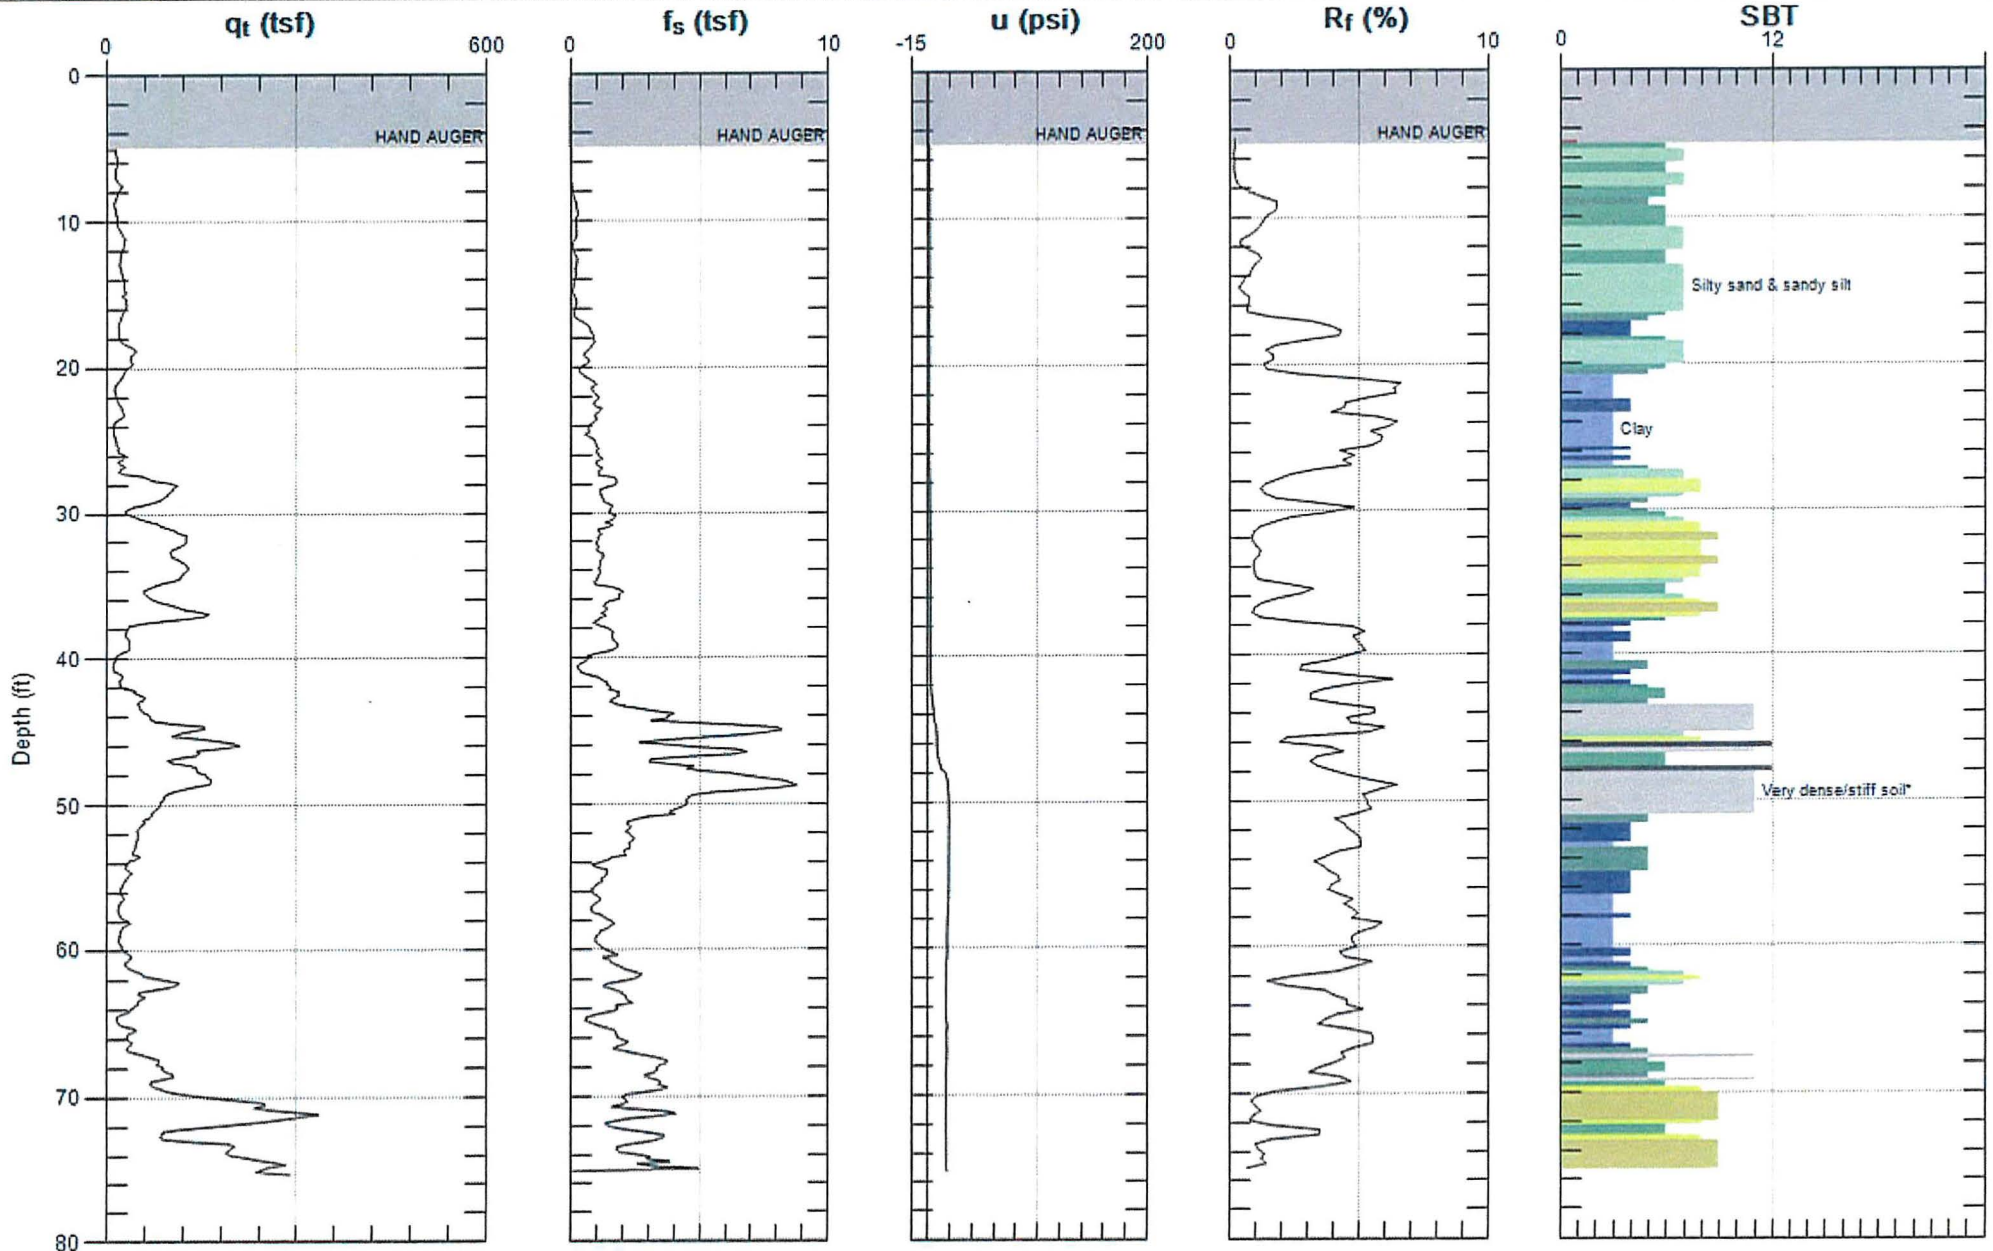 qt (tsf) fs (tsf) u (psi) Rf (%) SBT
0 600 0 10 -15 200 0 10 0 12
0
HAND AUGER HAND AUGER HAND AUGER HAND AUGER
10
Silty sand & sandy silt
20
Clay
30
40
Depth (ft)
50
Very dense/stiff soil*
60
70
80